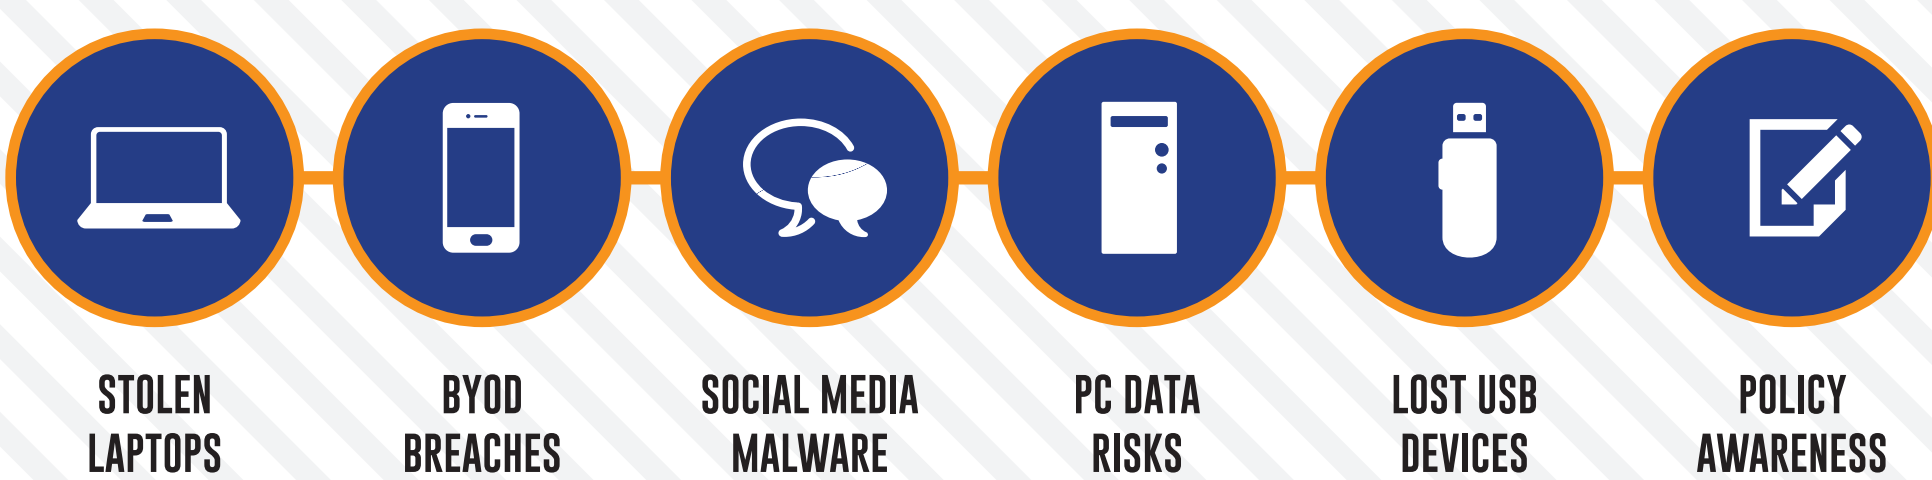 STOLEN
LAPTOPS
BYOD
BREACHES
SOCIAL MEDIA
MALWARE
PC DATA
RISKS
LOST USB
DEVICES
POLICY
AWARENESS